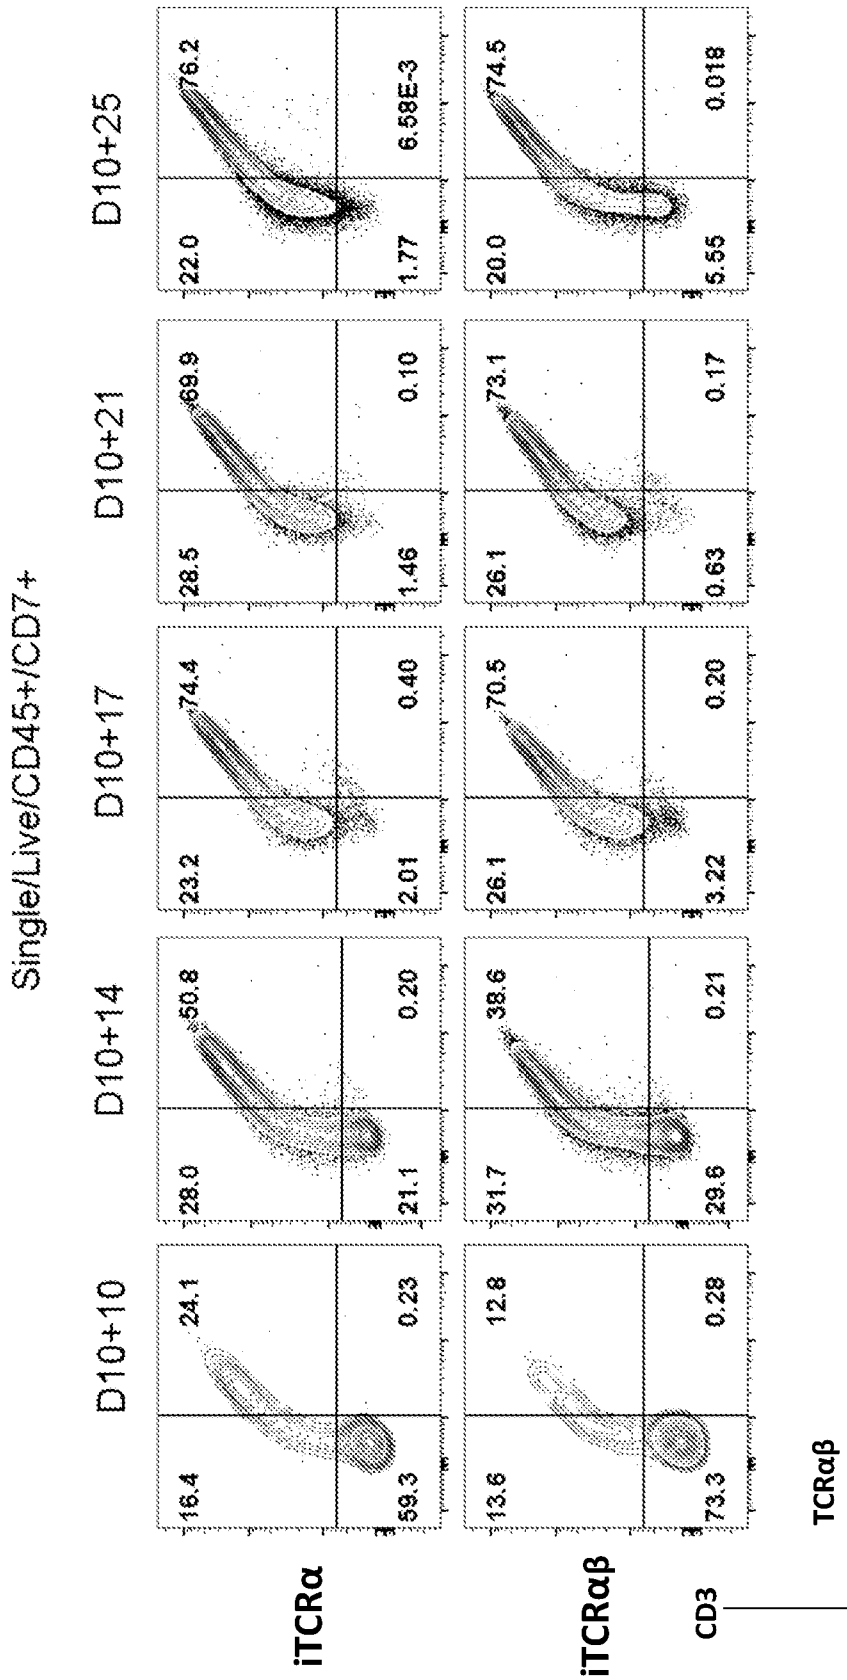 Single/Live/CD45+/CD7+
D10+10 D10+14 D10+17 D10+21 D10+25
iTCRα
16.4 24.1 28.0 50.8 23.2 74.4 28.5 69.9 22.0 76.2
59.3 0.23 21.1 0.20 2.01 0.40 1.46 0.10 1.77 6.58E-3
iTCRαβ
13.6 12.8 31.7 38.6 26.1 70.5 26.1 73.1 20.0 74.5
73.3 0.28 29.6 0.21 3.22 0.20 0.63 0.17 5.55 0.018
CD3
TCRαβ